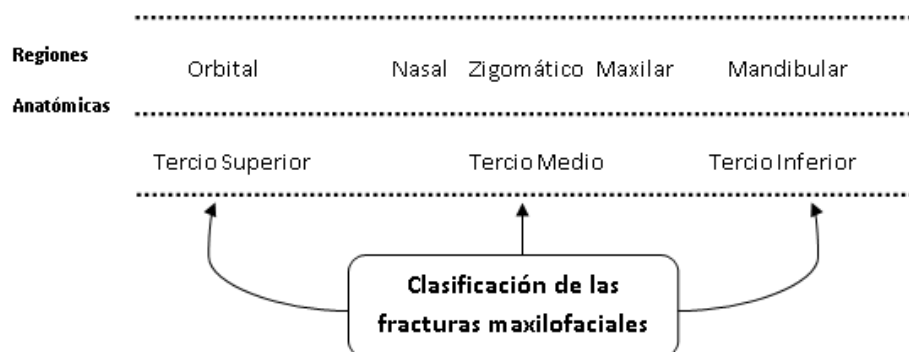 Regiones
Anatómicas
Orbital Nasal Zigomático Maxilar Mandibular
Tercio Superior Tercio Medio Tercio Inferior
Clasificación de las
fracturas maxilofaciales